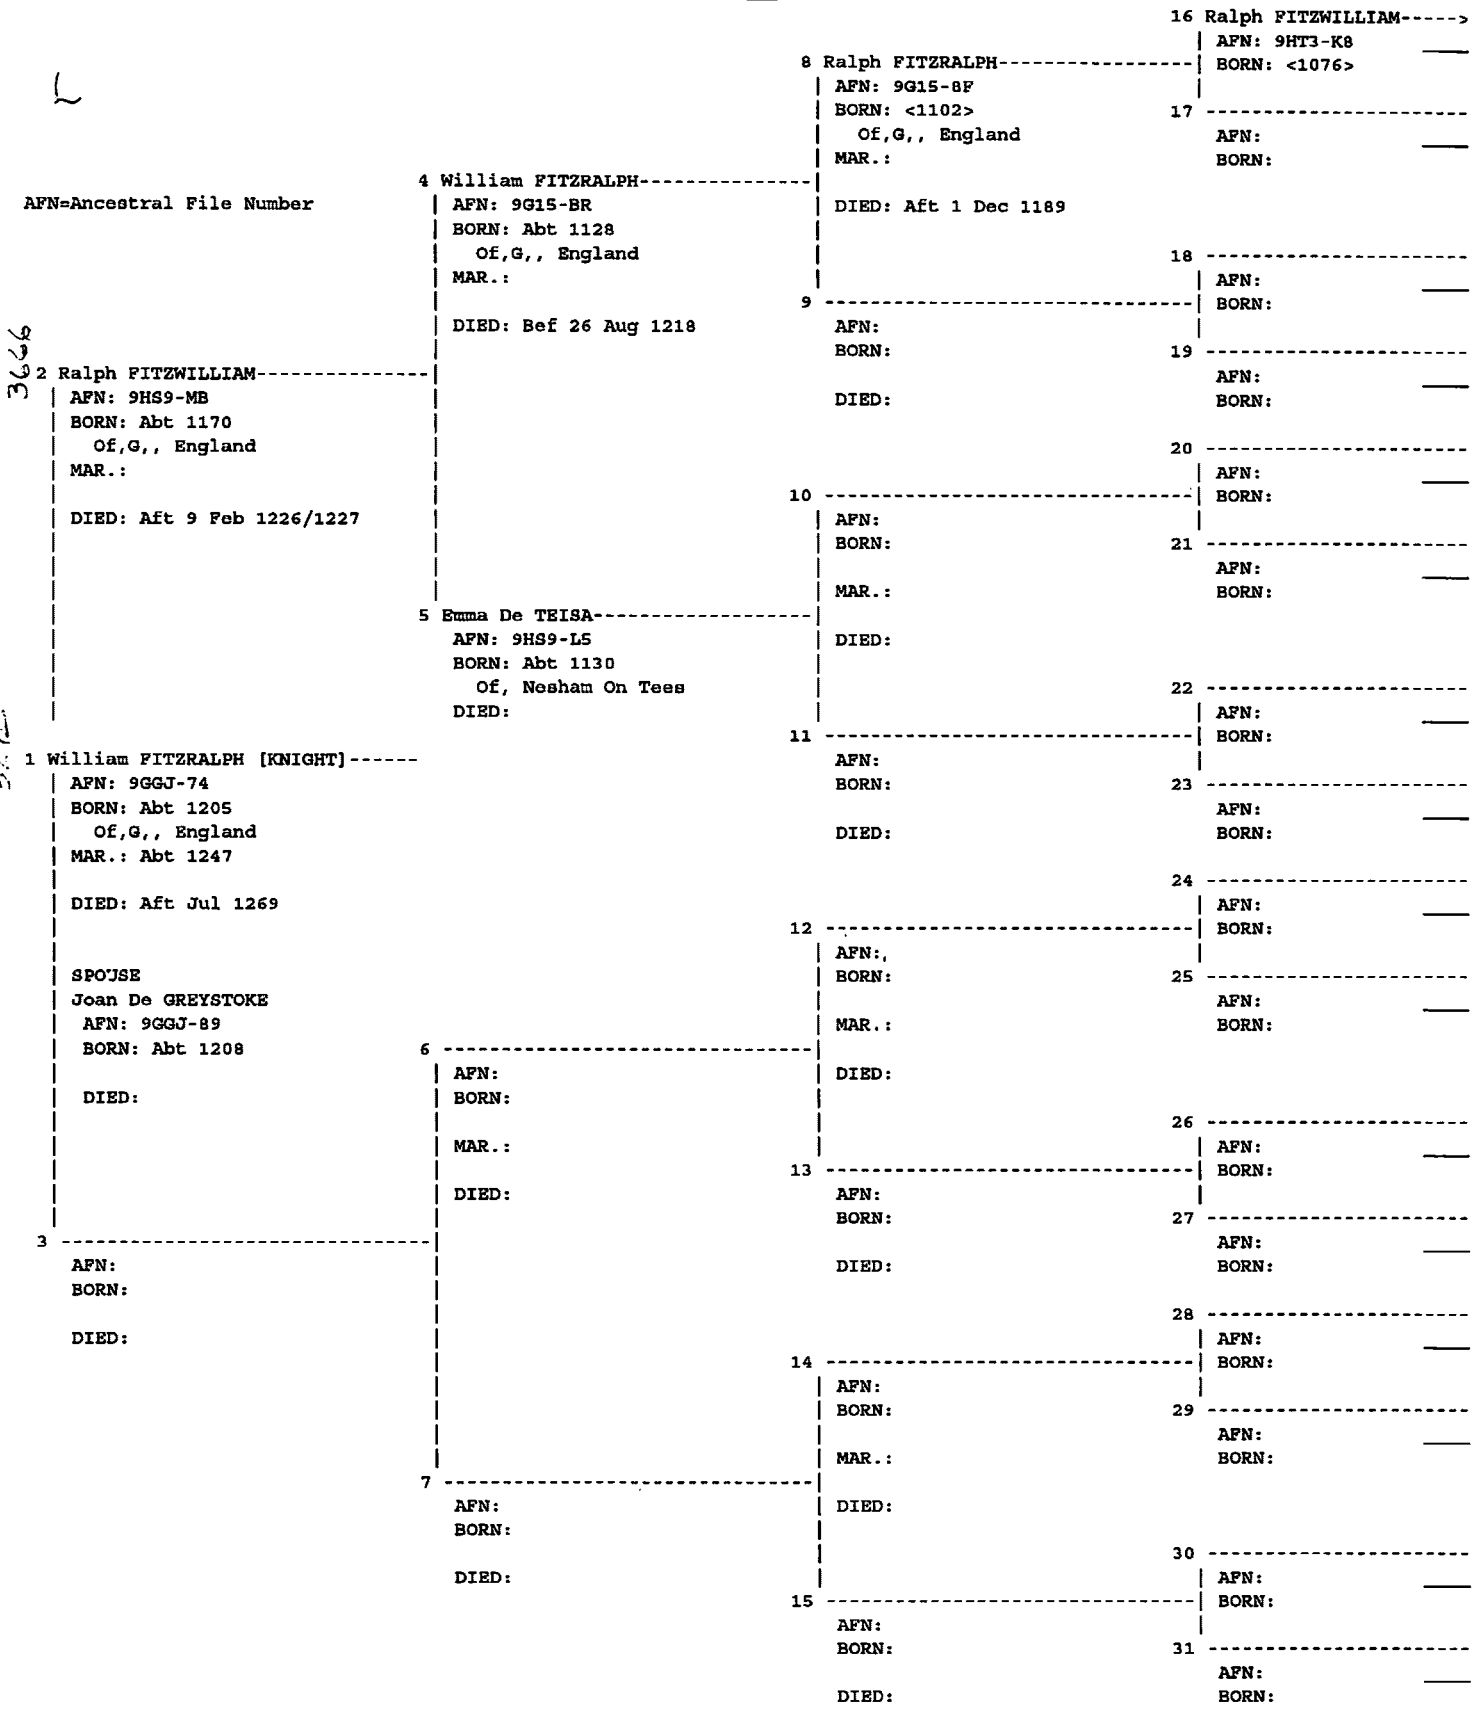 L
AFN=Ancestral File Number
3666
1 William FITZRALPH [KNIGHT]------
AFN: 9GGJ-74
BORN: Abt 1205
Of,G,, England
MAR.: Abt 1247
DIED: Aft Jul 1269
SPOUSE
Joan De GREYSTOKE
AFN: 9GGJ-89
BORN: Abt 1208
DIED:
2 Ralph FITZWILLIAM--------------
AFN: 9HS9-MB
BORN: Abt 1170
Of,G,, England
MAR.:
DIED: Aft 9 Feb 1226/1227
3 ------------------------------
AFN:
BORN:
DIED:
4 William FITZRALPH--------------
AFN: 9G15-BR
BORN: Abt 1128
Of,G,, England
MAR.:
DIED: Bef 26 Aug 1218
5 Emma De TEISA------------------
AFN: 9HS9-L5
BORN: Abt 1130
Of, Nesham On Tees
DIED:
6 ------------------------------
AFN:
BORN:
MAR.:
DIED:
7 ------------------------------
AFN:
BORN:
DIED:
8 Ralph FITZRALPH----------------
AFN: 9G15-8F
BORN: <1102>
Of,G,, England
MAR.:
DIED: Aft 1 Dec 1189
9 ------------------------------
AFN:
BORN:
DIED:
10 ------------------------------
AFN:
BORN:
MAR.:
DIED:
11 ------------------------------
AFN:
BORN:
DIED:
12 ------------------------------
AFN:
BORN:
MAR.:
DIED:
13 ------------------------------
AFN:
BORN:
DIED:
14 ------------------------------
AFN:
BORN:
MAR.:
DIED:
15 ------------------------------
AFN:
BORN:
DIED:
16 Ralph FITZWILLIAM----->
AFN: 9HT3-K8
BORN: <1076>
17 ----------------------
AFN:
BORN:
18 ----------------------
AFN:
BORN:
19 ----------------------
AFN:
BORN:
20 ----------------------
AFN:
BORN:
21 ----------------------
AFN:
BORN:
22 ----------------------
AFN:
BORN:
23 ----------------------
AFN:
BORN:
24 ----------------------
AFN:
BORN:
25 ----------------------
AFN:
BORN:
26 ----------------------
AFN:
BORN:
27 ----------------------
AFN:
BORN:
28 ----------------------
AFN:
BORN:
29 ----------------------
AFN:
BORN:
30 ----------------------
AFN:
BORN:
31 ----------------------
AFN:
BORN: